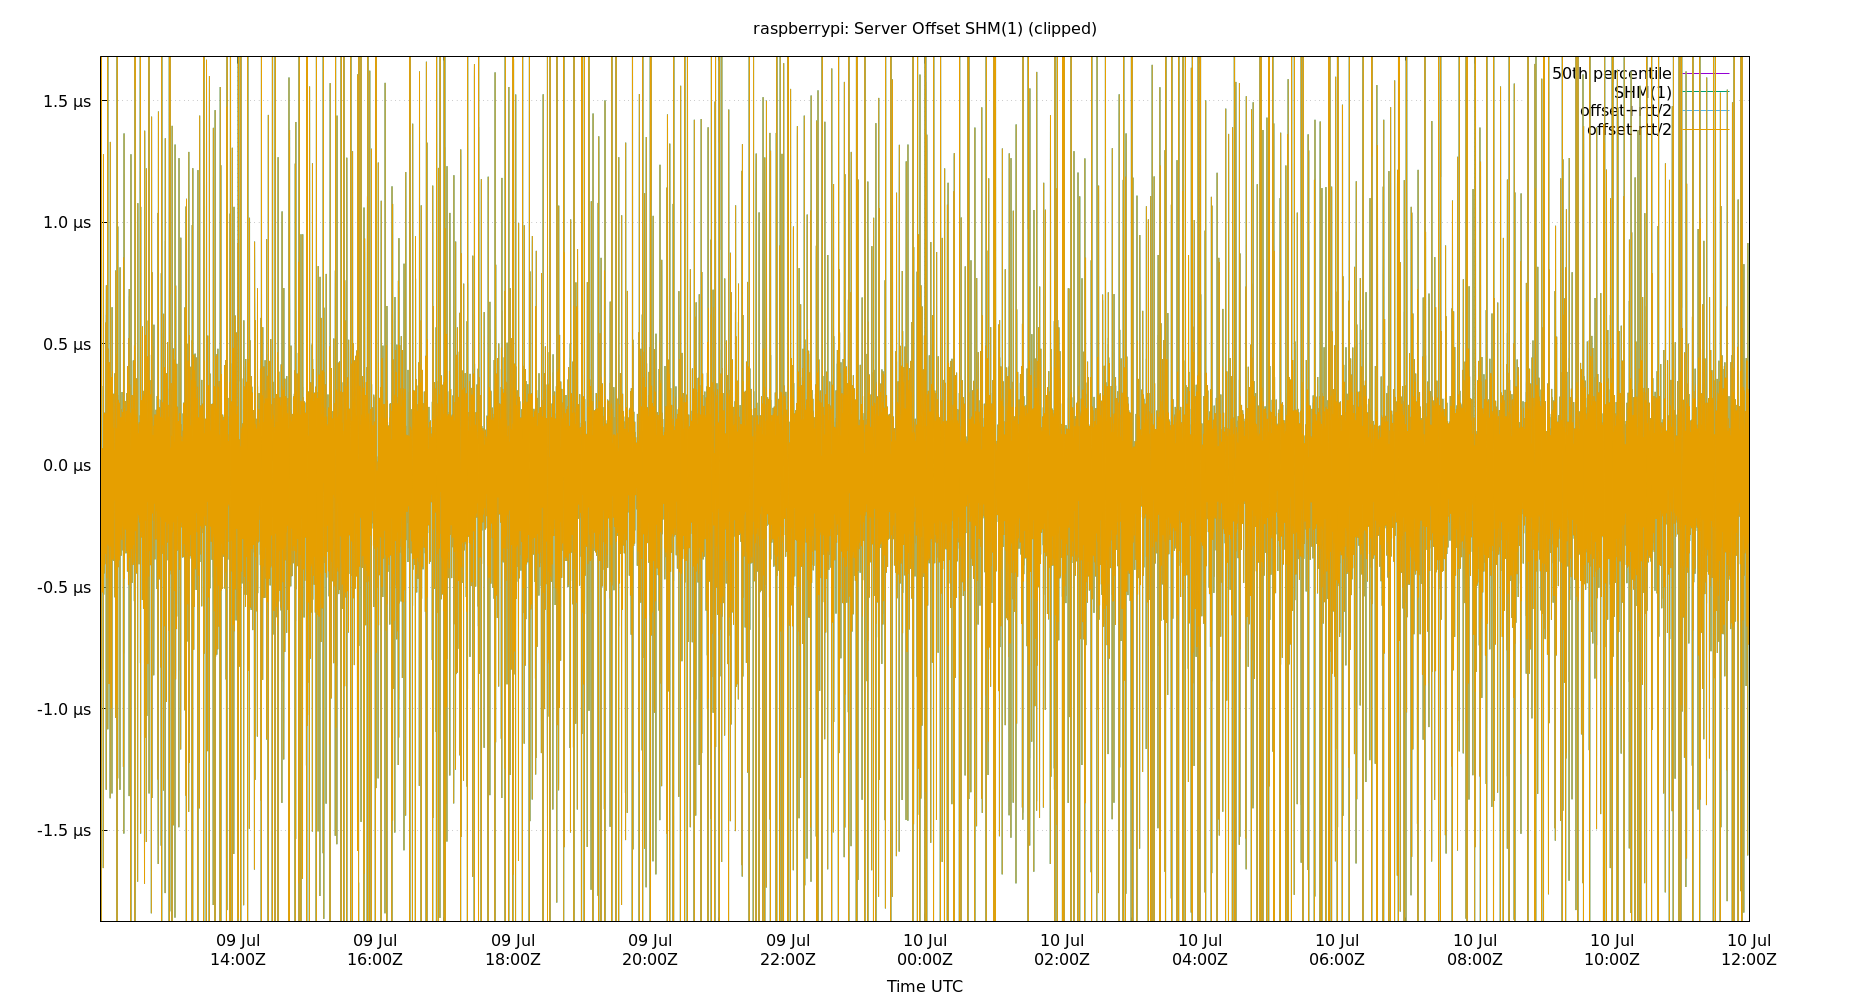 raspberrypi: Server Offset SHM(1) (clipped)
50th percentile
SHM(1)
offset+rtt/2
offset-rtt/2
1.5 µs
1.0 µs
0.5 µs
0.0 µs
-0.5 µs
-1.0 µs
-1.5 µs
09 Jul 09 Jul 09 Jul 09 Jul 09 Jul 10 Jul 10 Jul 10 Jul 10 Jul 10 Jul 10 Jul 10 Jul
14:00Z 16:00Z 18:00Z 20:00Z 22:00Z 00:00Z 02:00Z 04:00Z 06:00Z 08:00Z 10:00Z 12:00Z
Time UTC